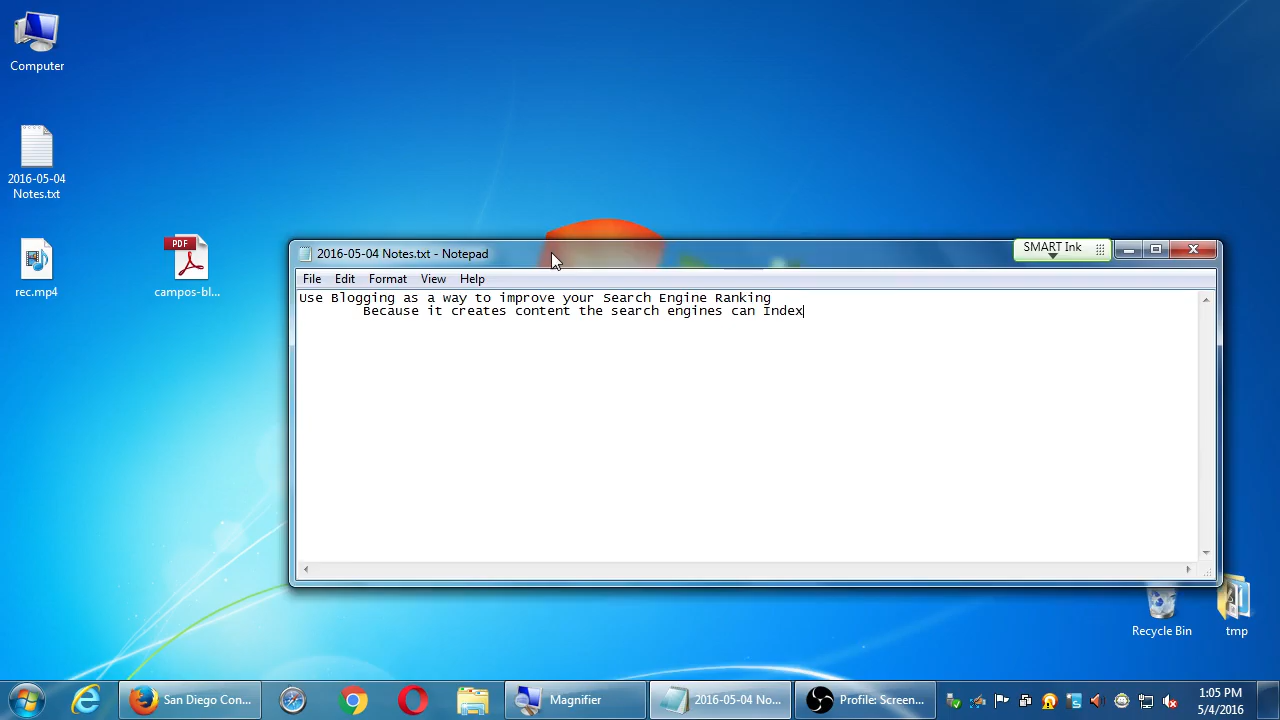 Computer
2016-05-04
Notes.txt
rec.mp4
PDF
campos-bl...
2016-05-04 Notes.txt - Notepad
SMART Ink
File Edit Format View Help
Use Blogging as a way to improve your Search Engine Ranking
Because it creates content the search engines can Index
Recycle Bin
tmp
San Diego Con...
Magnifier
2016-05-04 No...
Profile: Screen...
1:05 PM
5/4/2016